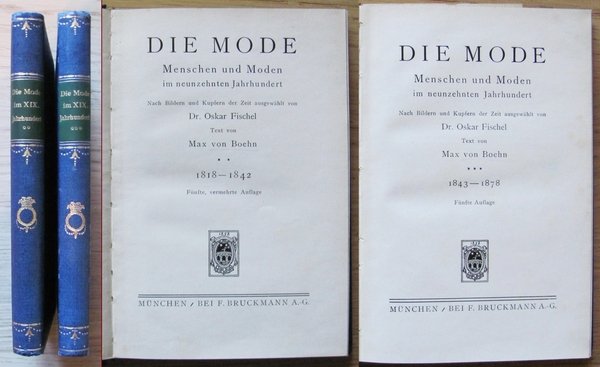 Die Mode
im XIX.
Jahrhundert
Die Mode
im XIX.
Jahrhundert
DIE MODE
Menschen und Moden
im neunzehnten Jahrhundert
Nach Bildern und Kupfern der Zeit ausgewählt von
Dr. Oskar Fischel
Text von
Max von Boehn
1818—1842
Fünfte, vermehrte Auflage
MÜNCHEN / BEI F. BRUCKMANN A.-G.
DIE MODE
Menschen und Moden
im neunzehnten Jahrhundert
Nach Bildern und Kupfern der Zeit ausgewählt von
Dr. Oskar Fischel
Text von
Max von Boehn
1843—1878
Fünfte Auflage
MÜNCHEN / BEI F. BRUCKMANN A.-G.